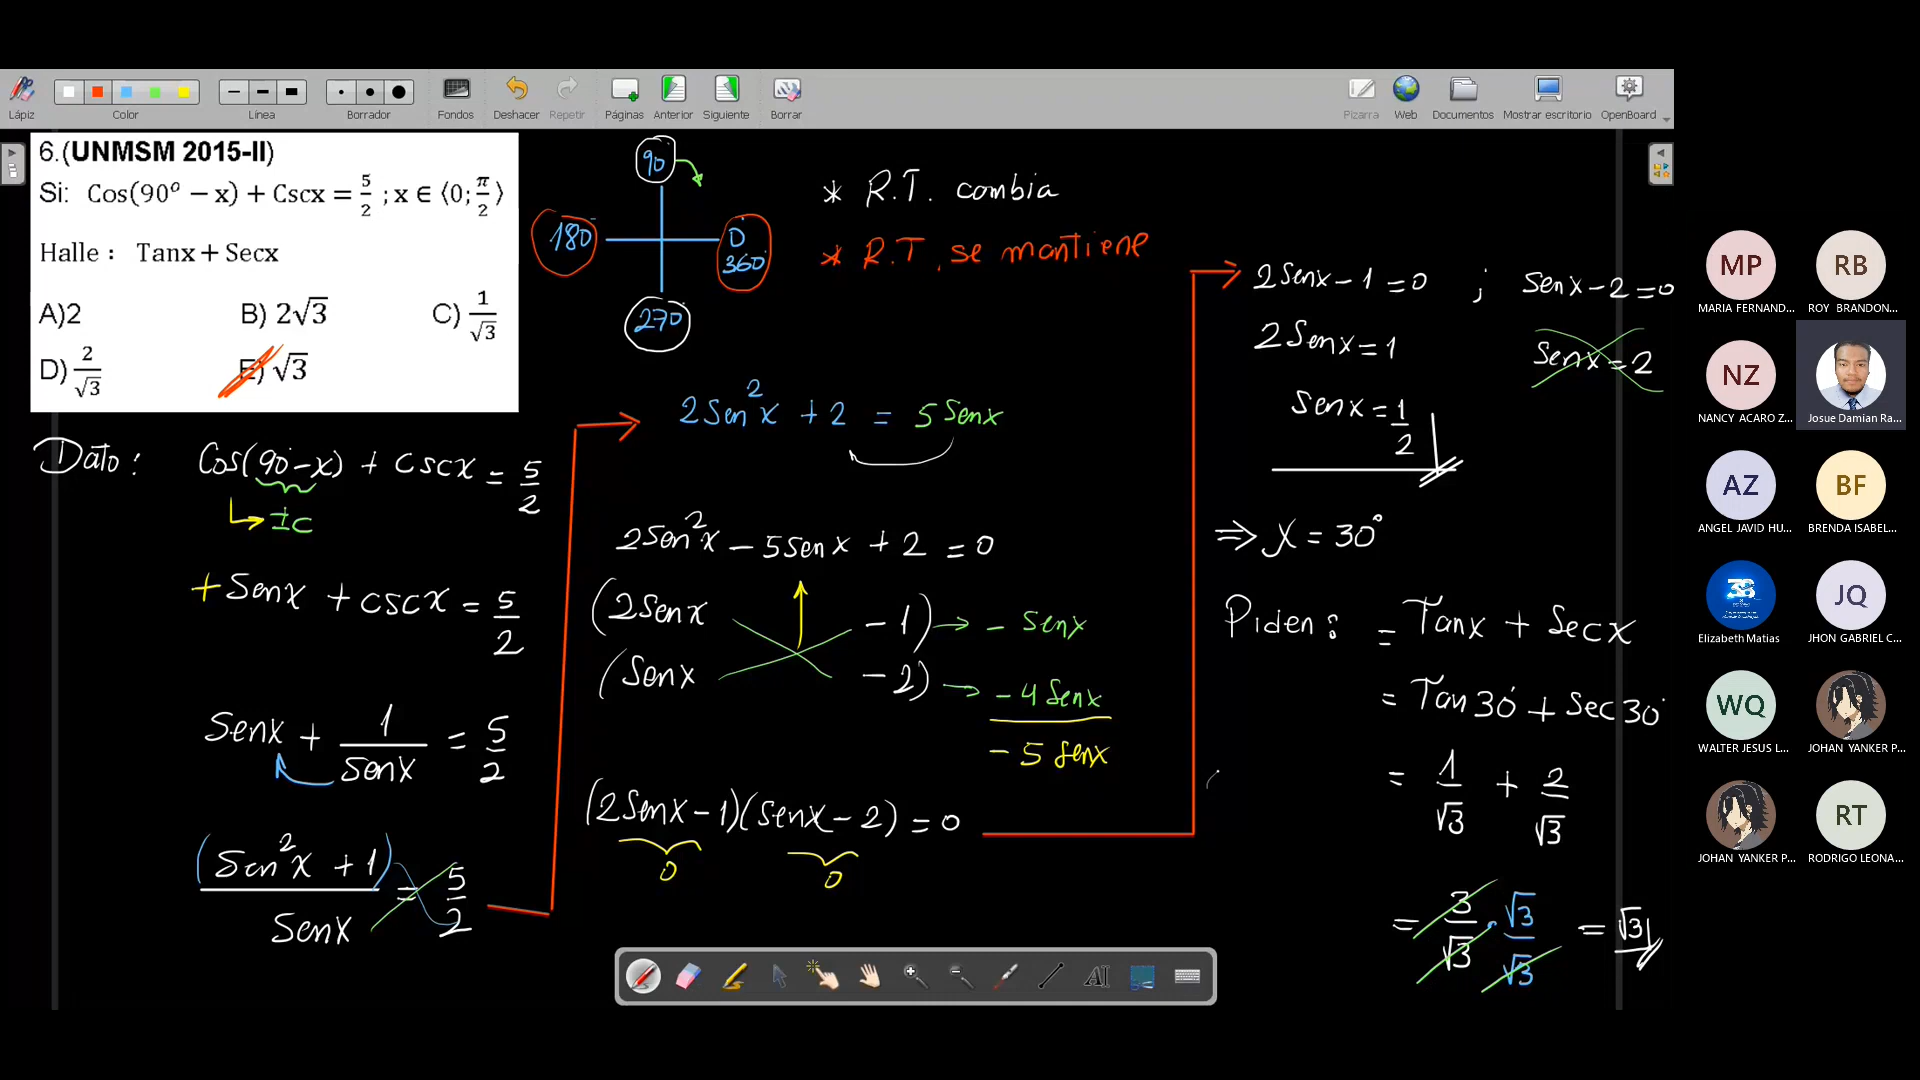 Lápiz
Color
Línea
Borrador
Fondos
Deshacer
Repetir
Páginas
Anterior
Siguiente
Borrar
Pizarra
Web
Documentos
Mostrar escritorio
OpenBoard
6.(UNMSM 2015-II)
Si: Cos(90° − x) + Cscx = 5/2 ; x ∈ ⟨0; π/2⟩
Halle : Tanx + Secx
A)2 B) 2√3 C) 1/√3
D) 2/√3 E) √3
90
180
0
360
270
* R.T. cambia
* R.T. se mantiene
Dato: Cos(90-x) + cscx = 5/2
Ic
+Senx + cscx = 5/2
Senx + 1/Senx = 5/2
(Sen²x + 1)/Senx = 5/2
2Sen²x + 2 = 5 Senx
2Sen²x - 5Senx + 2 = 0
(2Senx - 1) → - Senx
(Senx - 2) → - 4 Senx
- 5 Senx
(2Senx - 1)(Senx - 2) = 0
0 0
2Senx - 1 = 0 ; Senx - 2 = 0
2Senx = 1 Senx = 2
Senx = 1/2
⇒ x = 30°
Piden: = Tanx + Secx
= Tan30° + Sec30°
= 1/√3 + 2/√3
= 3/√3 · √3/√3 = √3
MP
MARIA FERNAND...
RB
ROY BRANDON...
NZ
NANCY ACARO Z...
Josue Damian Ra...
AZ
ANGEL JAVID HU...
BF
BRENDA ISABEL...
Elizabeth Matias
JQ
JHON GABRIEL C...
WQ
WALTER JESUS L...
JOHAN YANKER P...
JOHAN YANKER P...
RT
RODRIGO LEONA...